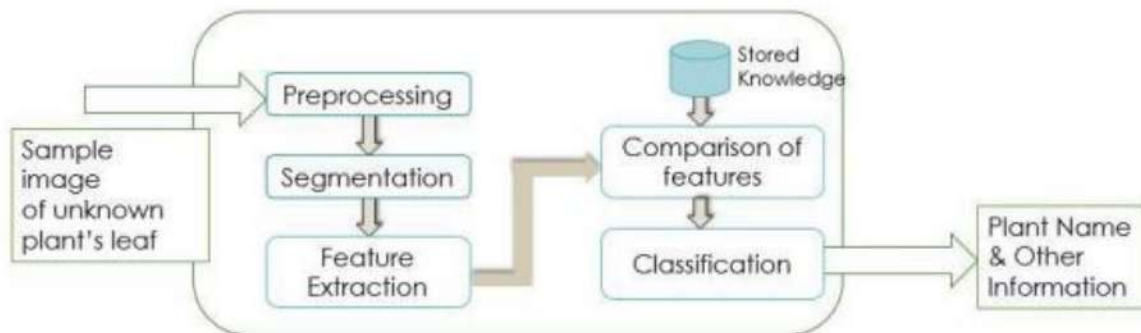 Sample
image
of unknown
plant's leaf
Preprocessing
Segmentation
Feature
Extraction
Stored
Knowledge
Comparison of
features
Classification
Plant Name
& Other
Information